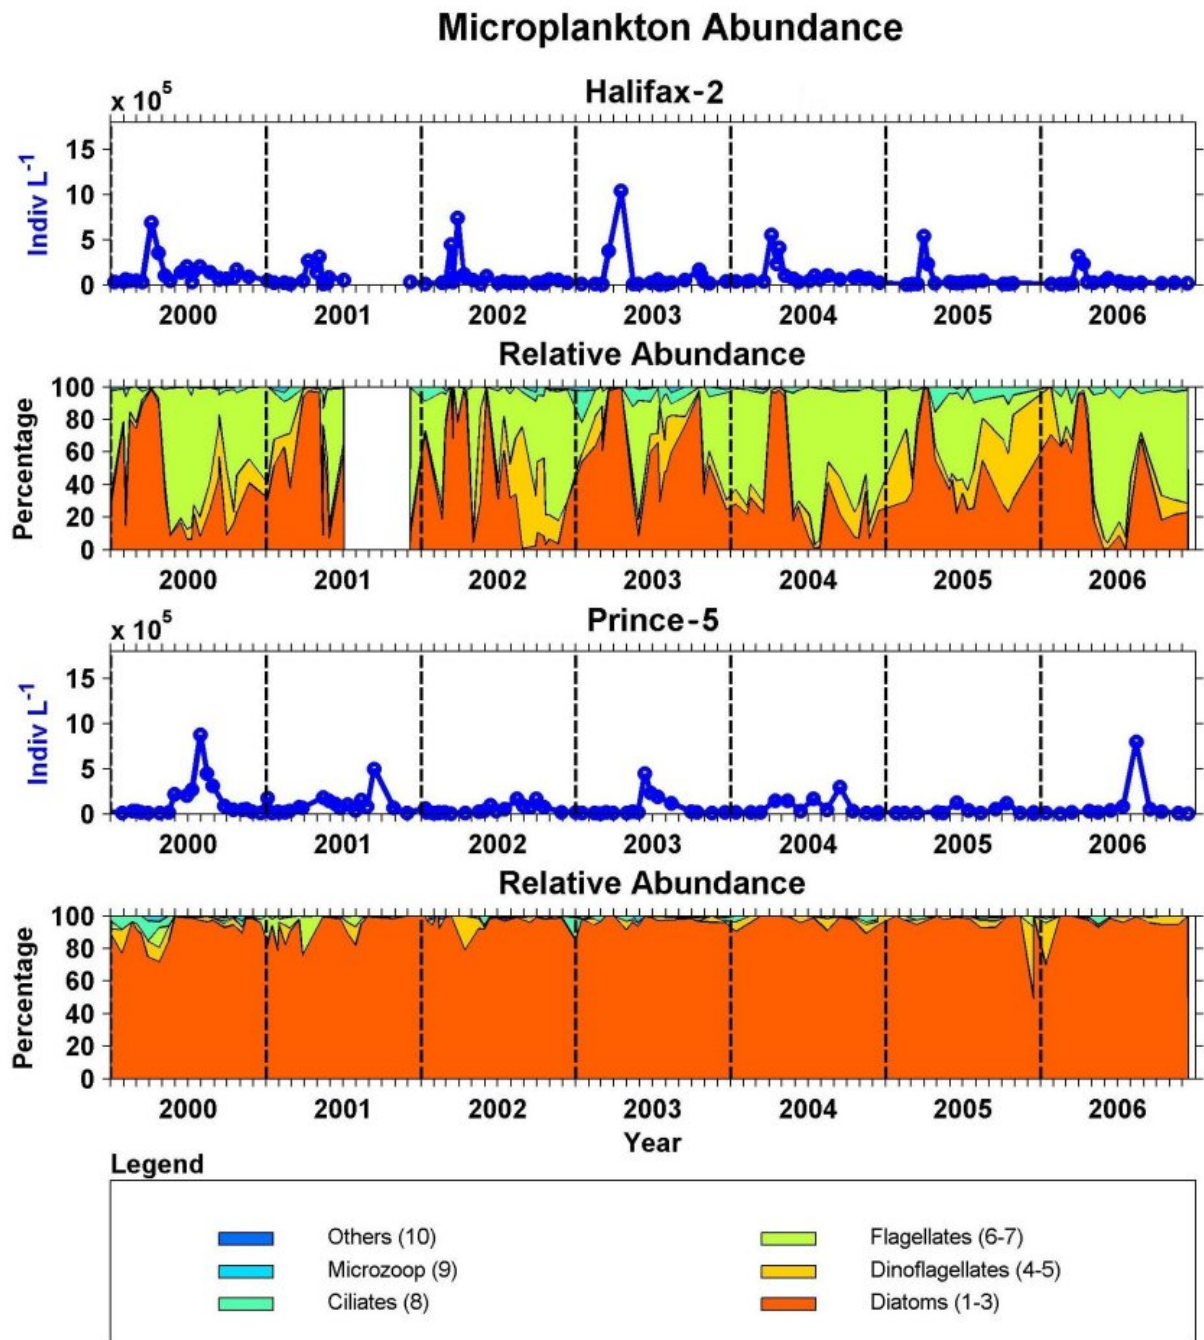 Microplankton Abundance
Halifax-2
x 10⁵
Indiv L⁻¹
15
10
5
0
2000 2001 2002 2003 2004 2005 2006
Relative Abundance
Percentage
100
80
60
40
20
0
2000 2001 2002 2003 2004 2005 2006
Prince-5
x 10⁵
Indiv L⁻¹
15
10
5
0
2000 2001 2002 2003 2004 2005 2006
Relative Abundance
Percentage
100
80
60
40
20
0
2000 2001 2002 2003 2004 2005 2006
Year
Legend
Others (10) Flagellates (6-7)
Microzoop (9) Dinoflagellates (4-5)
Ciliates (8) Diatoms (1-3)